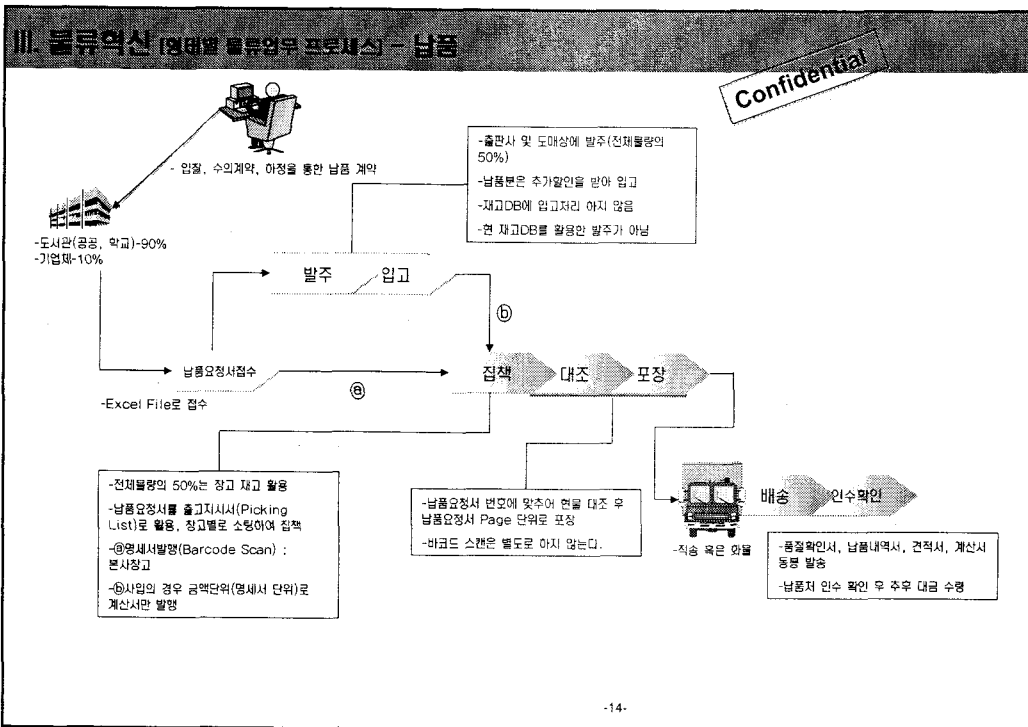 III. 물류혁신 [형태별 물류업무 프로세스] - 납품
Confidential
- 입찰, 수의계약, 하청을 통한 납품 계약
-출판사 및 도매상에 발주(전체물량의
50%)
-납품분은 추가할인을 받아 입고
-재고DB에 입고처리 하지 않음
-현 재고DB를 활용한 발주가 아님
-도서관(공공, 학교)-90%
-기업체-10%
발주
입고
ⓑ
납품요청서접수
ⓐ
집책
대조
포장
-Excel File로 접수
-전체물량의 50%는 창고 재고 활용
-납품요청서를 출고지시서(Picking
List)로 활용, 창고별로 소팅하여 집책
-ⓐ명세서발행(Barcode Scan) :
본사창고
-ⓑ사입의 경우 금액단위(명세서 단위)로
계산서만 발행
-납품요청서 번호에 맞추어 현물 대조 후
납품요청서 Page 단위로 포장
-바코드 스캔은 별도로 하지 않는다.
배송
인수확인
-직송 혹은 화물
-품절확인서, 납품내역서, 견적서, 계산서
동봉 발송
-납품처 인수 확인 후 추후 대금 수령
-14-